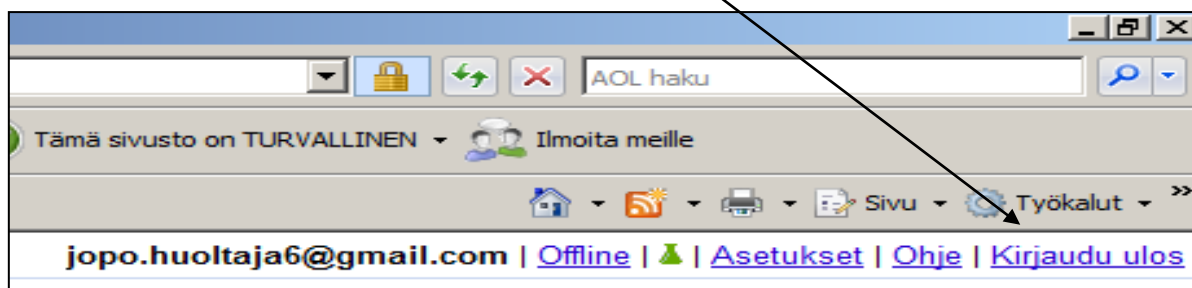 AOL haku
Tämä sivusto on TURVALLINEN Ilmoita meille
Sivu Työkalut »
jopo.huoltaja6@gmail.com | Offline | | Asetukset | Ohje | Kirjaudu ulos